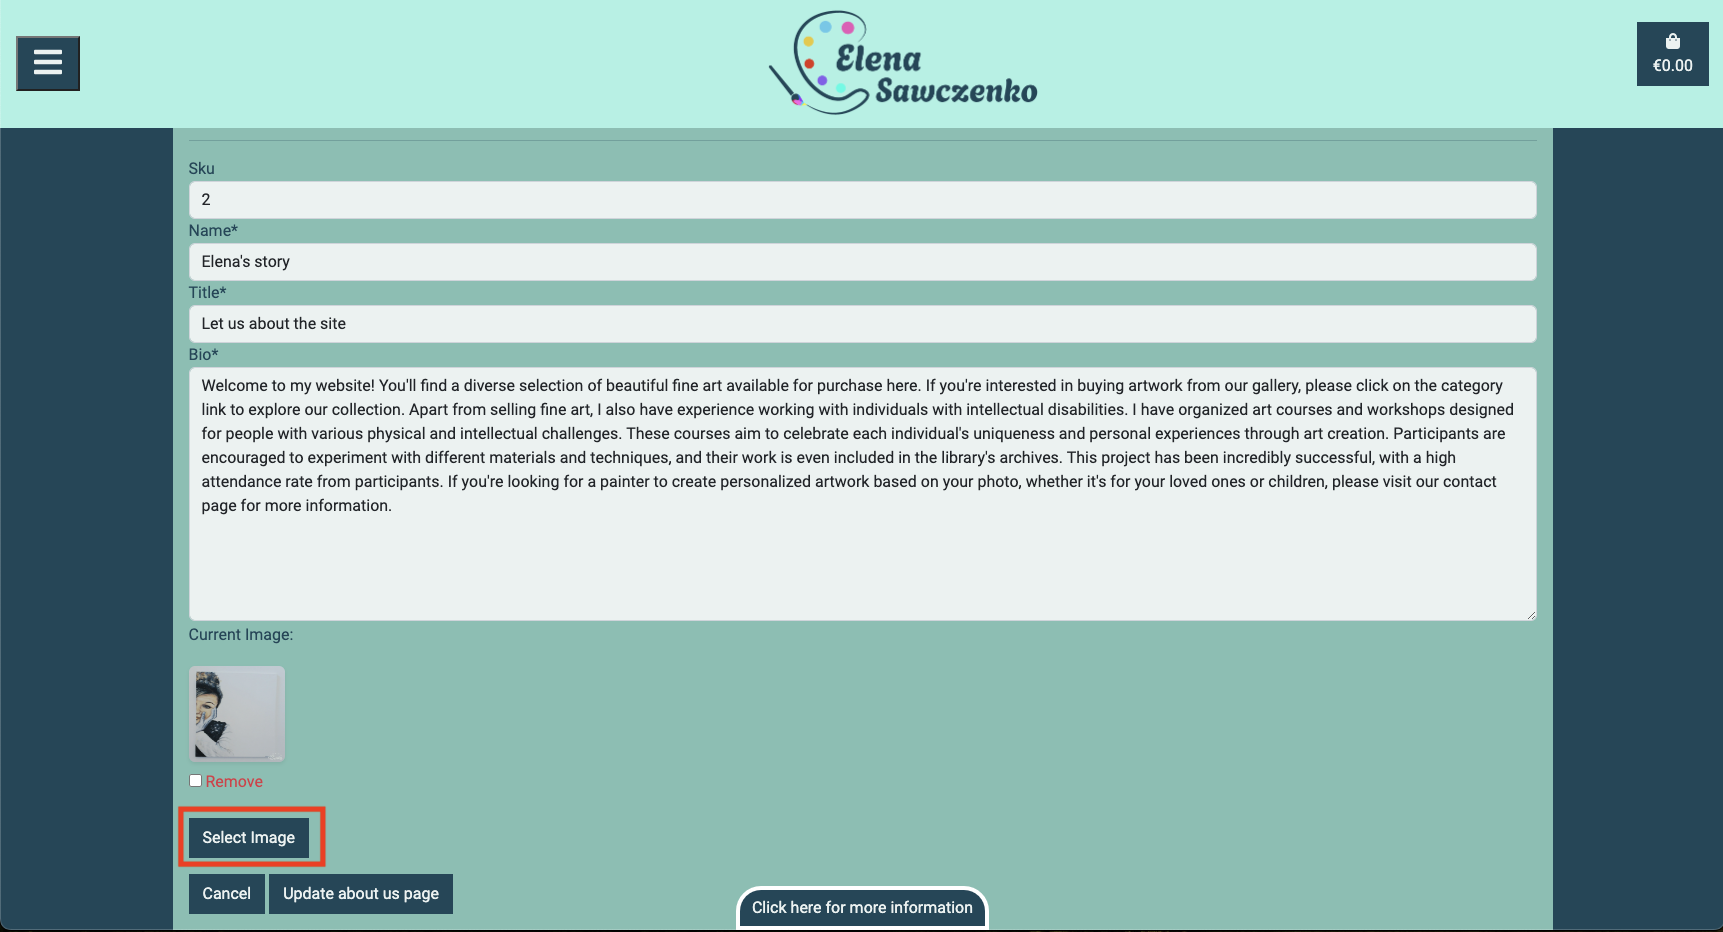 Elena
Sawczenko
€0.00
Sku
2
Name*
Elena's story
Title*
Let us about the site
Bio*
Welcome to my website! You'll find a diverse selection of beautiful fine art available for purchase here. If you're interested in buying artwork from our gallery, please click on the category
link to explore our collection. Apart from selling fine art, I also have experience working with individuals with intellectual disabilities. I have organized art courses and workshops designed
for people with various physical and intellectual challenges. These courses aim to celebrate each individual's uniqueness and personal experiences through art creation. Participants are
encouraged to experiment with different materials and techniques, and their work is even included in the library's archives. This project has been incredibly successful, with a high
attendance rate from participants. If you're looking for a painter to create personalized artwork based on your photo, whether it's for your loved ones or children, please visit our contact
page for more information.
Current Image:
Remove
Select Image
Cancel
Update about us page
Click here for more information